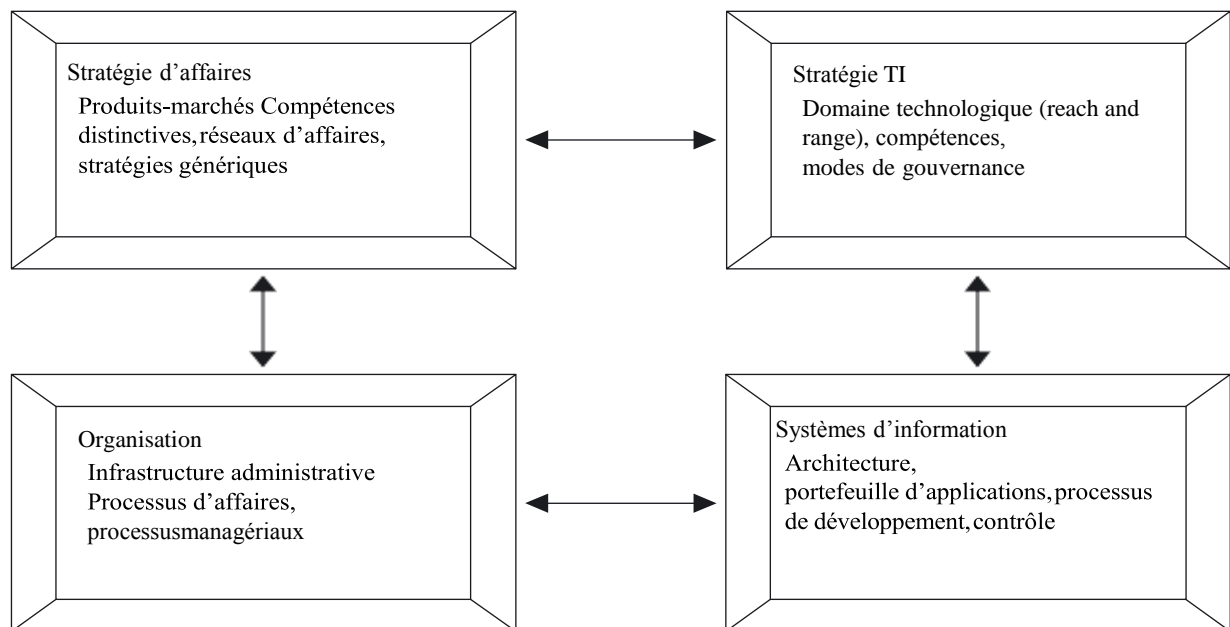 Stratégie d’affaires
Produits-marchés Compétences
distinctives, réseaux d’affaires,
stratégies génériques
Stratégie TI
Domaine technologique (reach and
range), compétences,
modes de gouvernance
Organisation
Infrastructure administrative
Processus d’affaires,
processusmanagériaux
Systèmes d’information
Architecture,
portefeuille d’applications, processus
de développement, contrôle